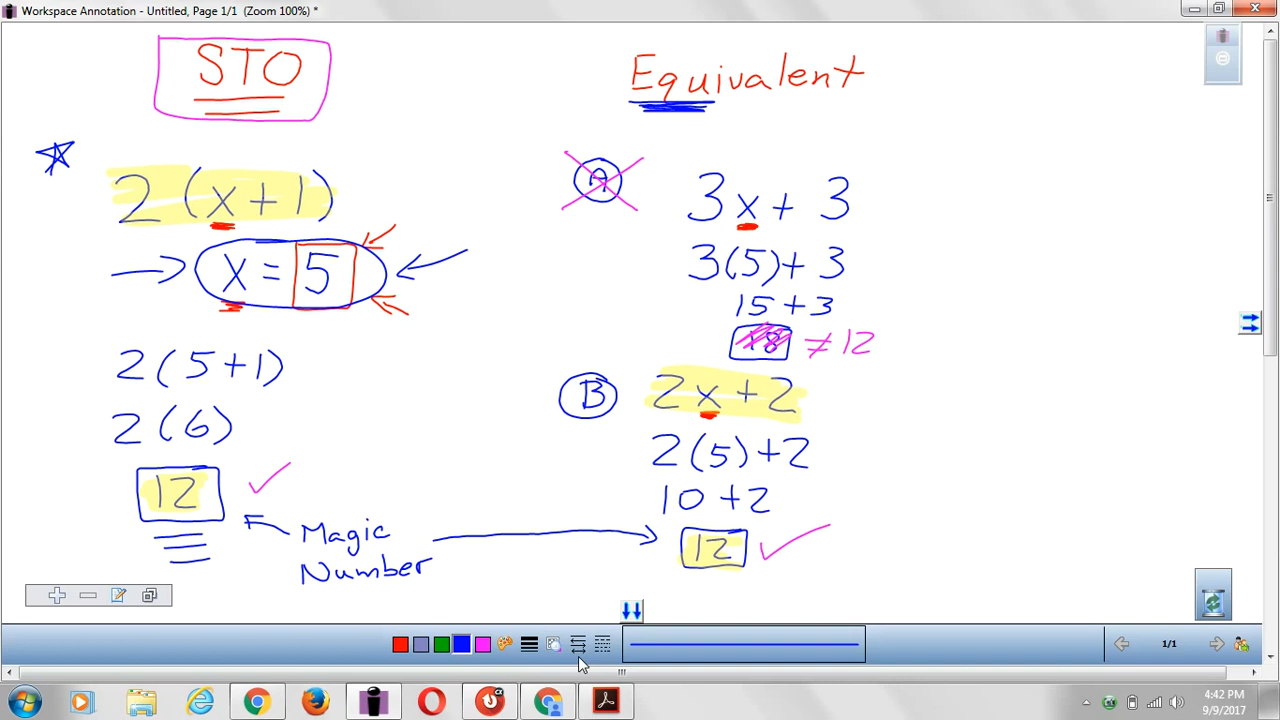 Workspace Annotation - Untitled, Page 1/1 (Zoom 100%) *
STO
Equivalent
2 (x + 1)
x = 5
2 (5 + 1)
2 (6)
12
Magic
Number
A
3x + 3
3(5) + 3
15 + 3
18 ≠ 12
B
2x + 2
2(5) + 2
10 + 2
12
1/1
4:42 PM
9/9/2017